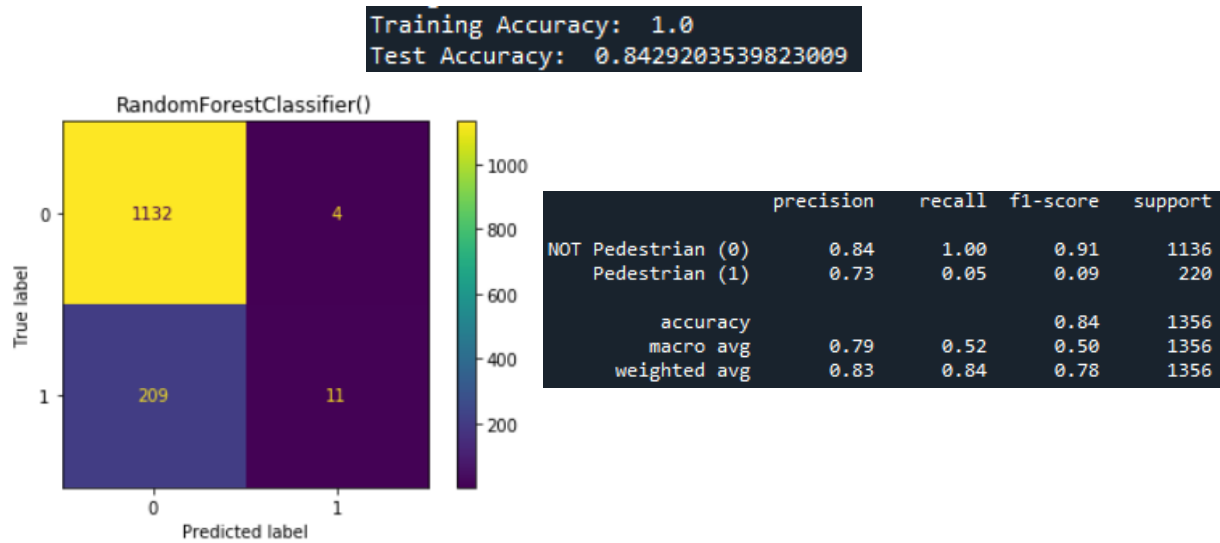 Training Accuracy:  1.0
Test Accuracy:  0.8429203539823009
RandomForestClassifier()
True label
0
1
1132
4
209
11
0
1
Predicted label
1000
800
600
400
200
precision recall f1-score support
NOT Pedestrian (0) 0.84 1.00 0.91 1136
Pedestrian (1) 0.73 0.05 0.09 220
accuracy 0.84 1356
macro avg 0.79 0.52 0.50 1356
weighted avg 0.83 0.84 0.78 1356